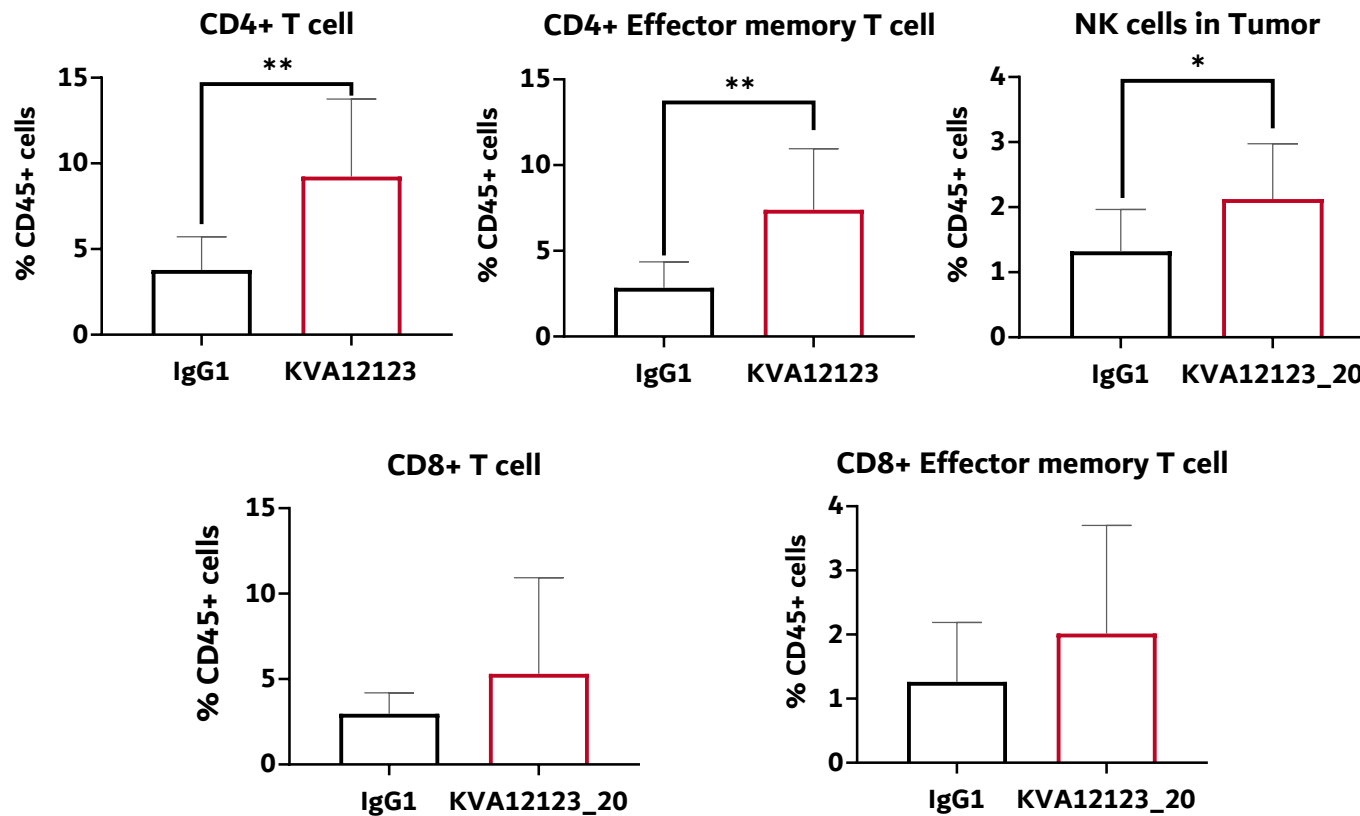 CD4+ T cell
**
% CD45+ cells
15
10
5
0
IgG1 KVA12123
CD4+ Effector memory T cell
**
% CD45+ cells
15
10
5
0
IgG1 KVA12123
NK cells in Tumor
*
% CD45+ cells
4
3
2
1
0
IgG1 KVA12123_20
CD8+ T cell
% CD45+ cells
15
10
5
0
IgG1 KVA12123_20
CD8+ Effector memory T cell
% CD45+ cells
4
3
2
1
0
IgG1 KVA12123_20